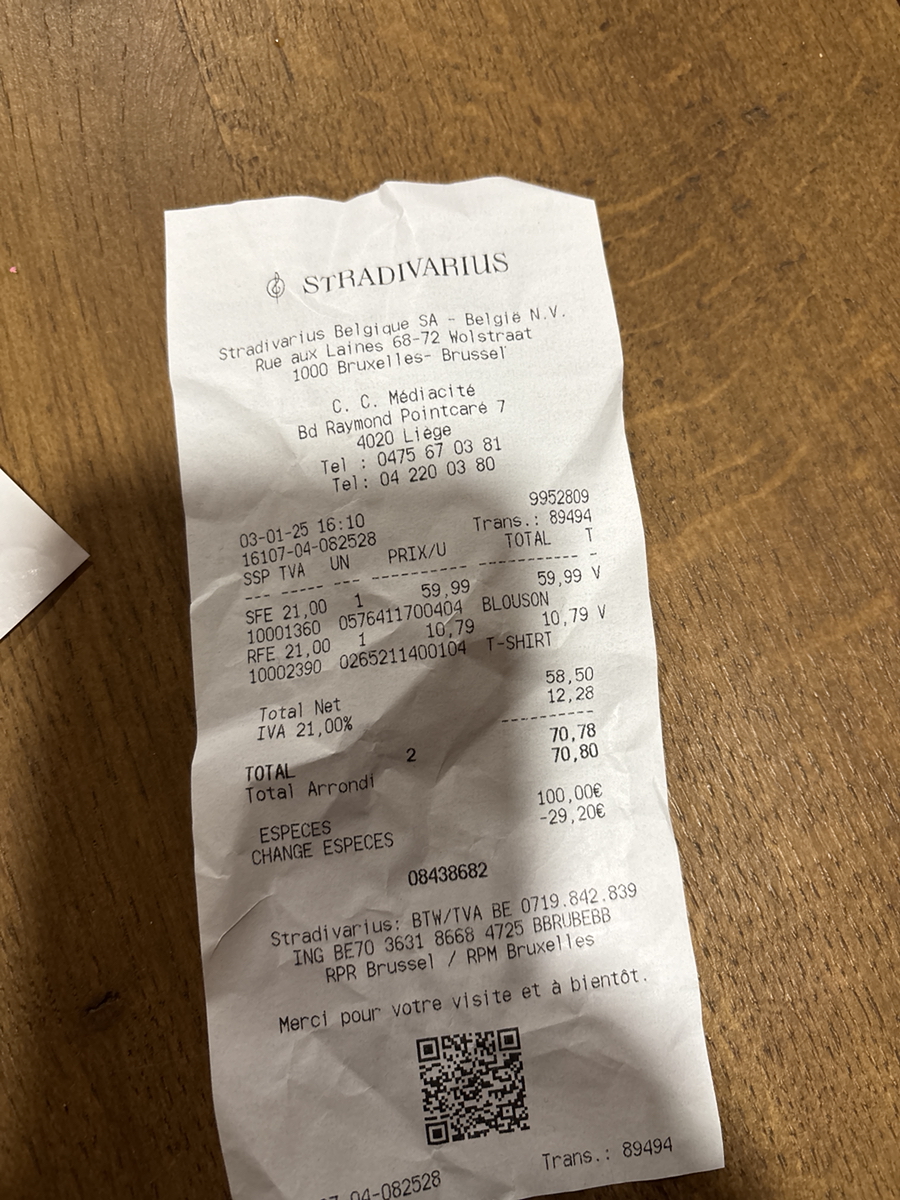 STRADIVARIUS
Stradivarius Belgique SA - België N.V.
Rue aux Laines 68-72 Wolstraat
1000 Bruxelles- Brussel
C. C. Médiacité
Bd Raymond Pointcaré 7
4020 Liège
Tel : 0475 67 03 81
Tel: 04 220 03 80
9952809
03-01-25 16:10 Trans.: 89494
16107-04-082528
SSP TVA UN PRIX/U TOTAL T
--- ----- --- ---------- ----------- -
SFE 21,00 1 59,99 59,99 V
10001360 0576411700404 BLOUSON
RFE 21,00 1 10,79 10,79 V
10002390 0265211400104 T-SHIRT
Total Net 58,50
IVA 21,00% 12,28
----------
TOTAL 2 70,78
Total Arrondi 70,80
ESPECES 100,00€
CHANGE ESPECES -29,20€
08438682
Stradivarius: BTW/TVA BE 0719.842.839
ING BE70 3631 8668 4725 BBRUBEBB
RPR Brussel / RPM Bruxelles
Merci pour votre visite et à bientôt.
7-04-082528 Trans.: 89494